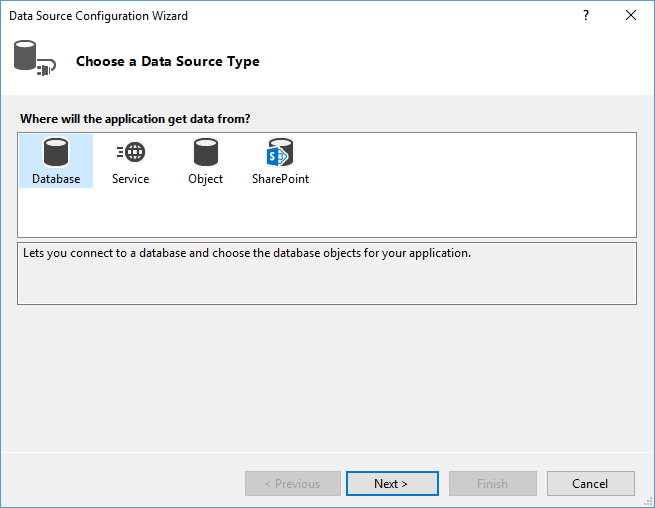 Data Source Configuration Wizard
?
Choose a Data Source Type
Where will the application get data from?
Database Service Object SharePoint
Lets you connect to a database and choose the database objects for your application.
< Previous Next > Finish Cancel